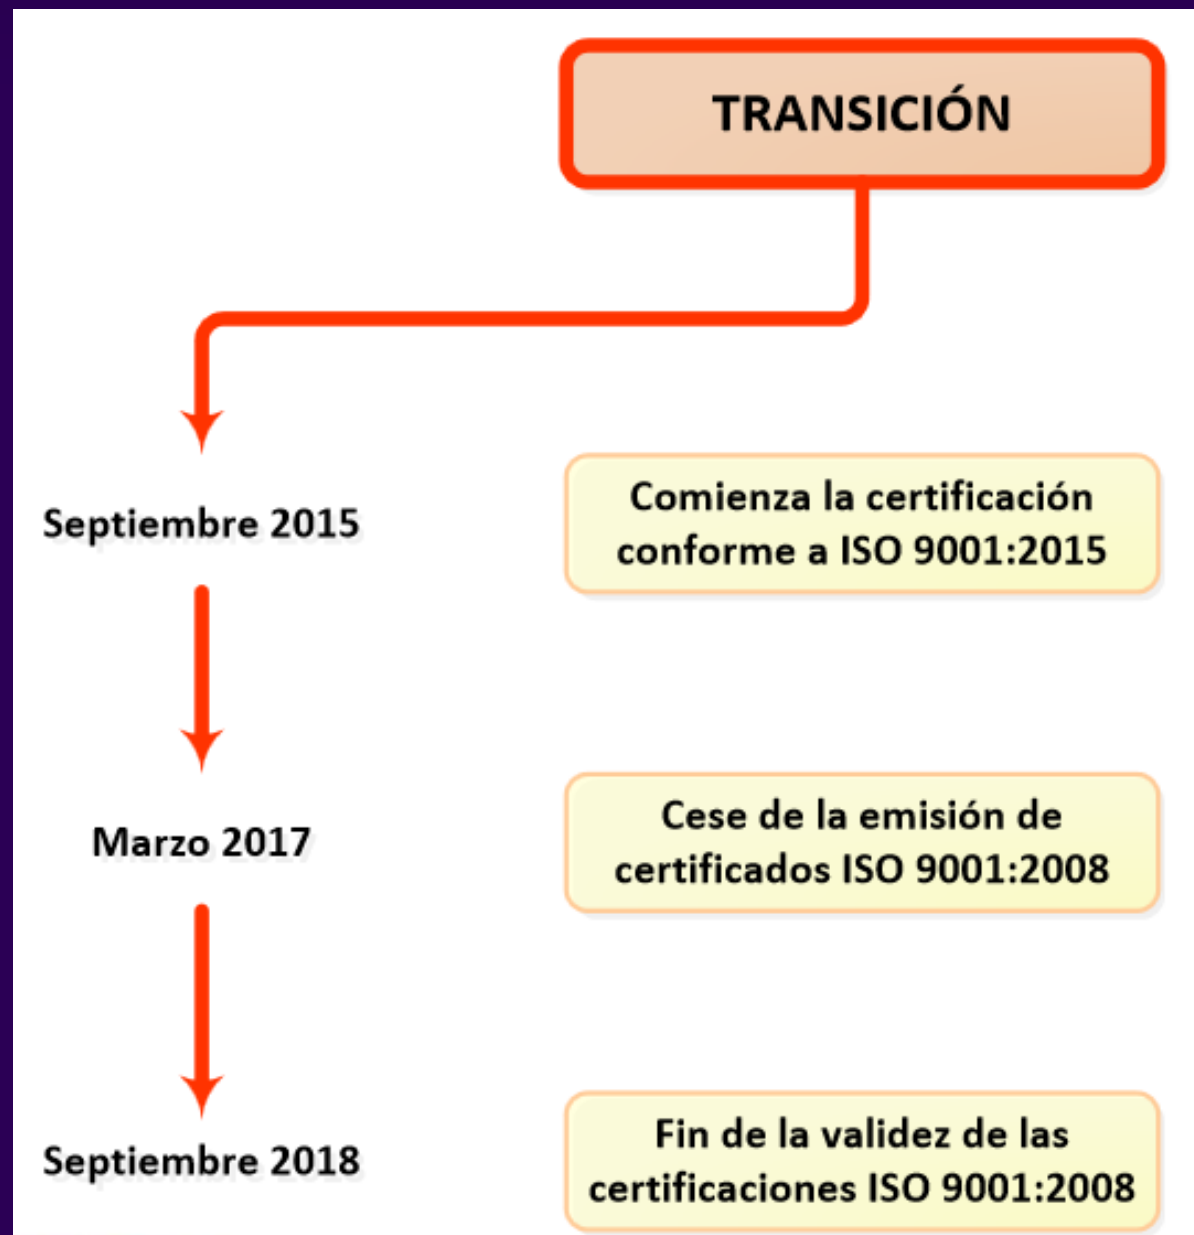 TRANSICIÓN
Septiembre 2015
Comienza la certificación
conforme a ISO 9001:2015
Marzo 2017
Cese de la emisión de
certificados ISO 9001:2008
Septiembre 2018
Fin de la validez de las
certificaciones ISO 9001:2008